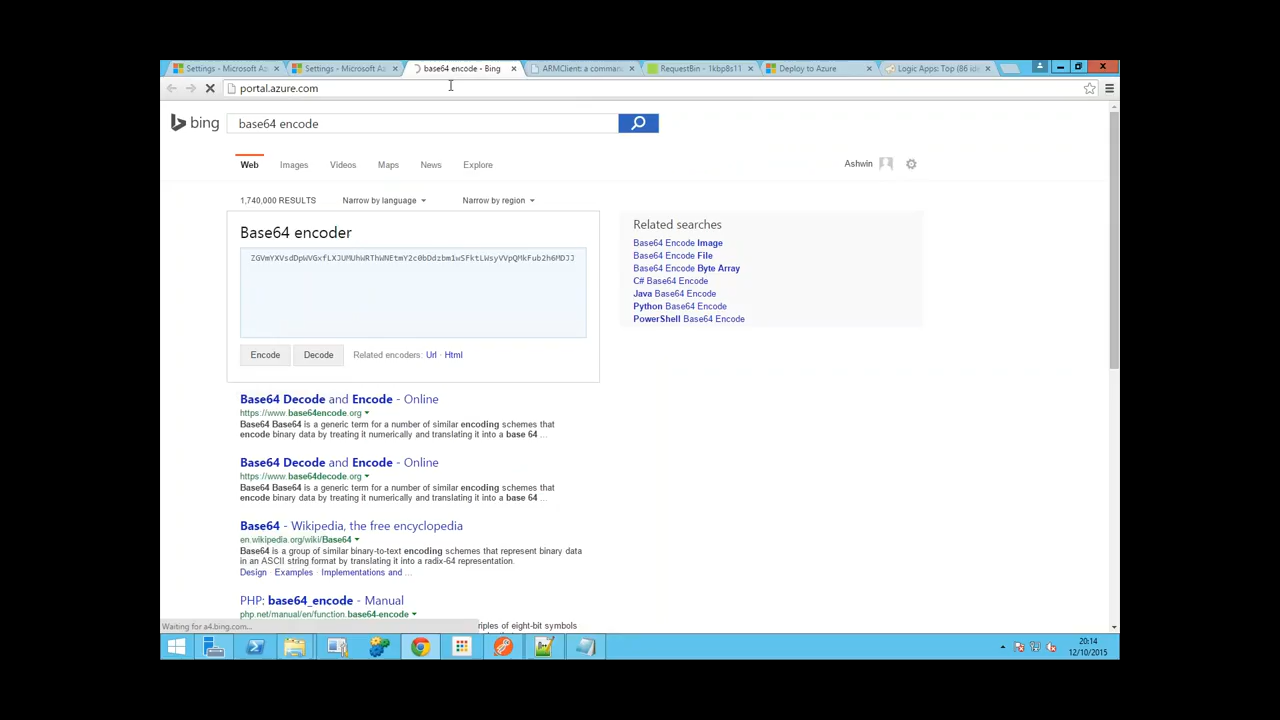 Settings - Microsoft Az
Settings - Microsoft Az
base64 encode - Bing
ARMClient: a comman
RequestBin - 1kbp8s11
Deploy to Azure
Logic Apps: Top (86 id
portal.azure.com
bing
base64 encode
Web
Images
Videos
Maps
News
Explore
Ashwin
1,740,000 RESULTS
Narrow by language
Narrow by region
Base64 encoder
Related searches
Base64 Encode Image
Base64 Encode File
Base64 Encode Byte Array
C# Base64 Encode
Java Base64 Encode
Python Base64 Encode
PowerShell Base64 Encode
Encode
Decode
Related encoders: Url · Html
Base64 Decode and Encode - Online
https://www.base64encode.org
Base64 Base64 is a generic term for a number of similar encoding schemes that
encode binary data by treating it numerically and translating it into a base 64 ...
Base64 Decode and Encode - Online
https://www.base64decode.org
Base64 Base64 is a generic term for a number of similar encoding schemes that
encode binary data by treating it numerically and translating it into a base 64 ...
Base64 - Wikipedia, the free encyclopedia
en.wikipedia.org/wiki/Base64
Base64 is a group of similar binary-to-text encoding schemes that represent binary data
in an ASCII string format by translating it into a radix-64 representation.
Design · Examples · Implementations and ...
PHP: base64_encode - Manual
php.net/manual/en/function.base64-encode
riples of eight-bit symbols
Waiting for a4.bing.com...
20:14
12/10/2015